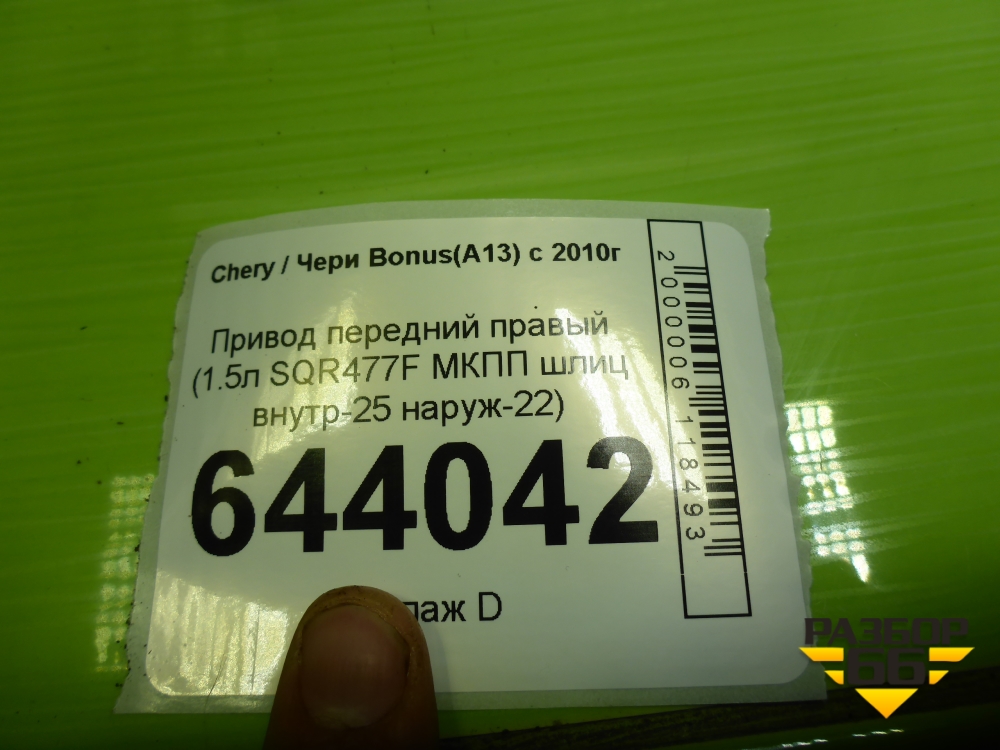 Chery / Чери Bonus(A13) с 2010г
Привод передний правый
(1.5л SQR477F МКПП шлиц
внутр-25 наруж-22)
644042
D
2000006118493
РАЗБОР
66